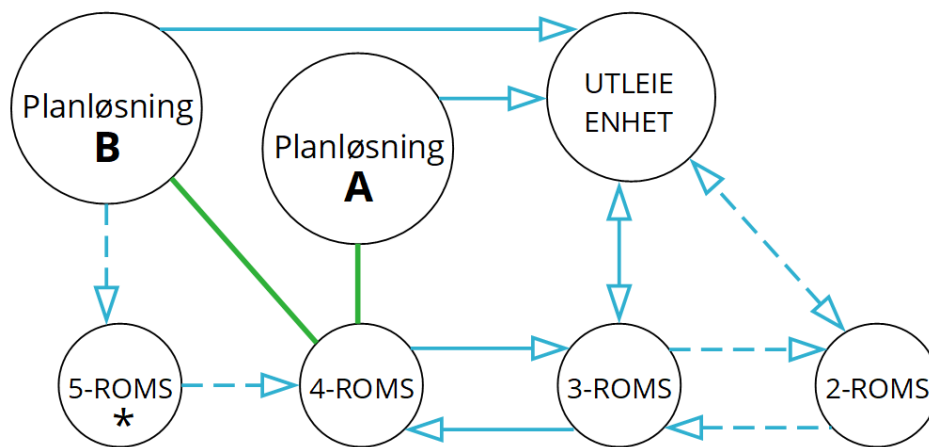 Planløsning
B
Planløsning
A
UTLEIE
ENHET
5-ROMS
*
4-ROMS
3-ROMS
2-ROMS